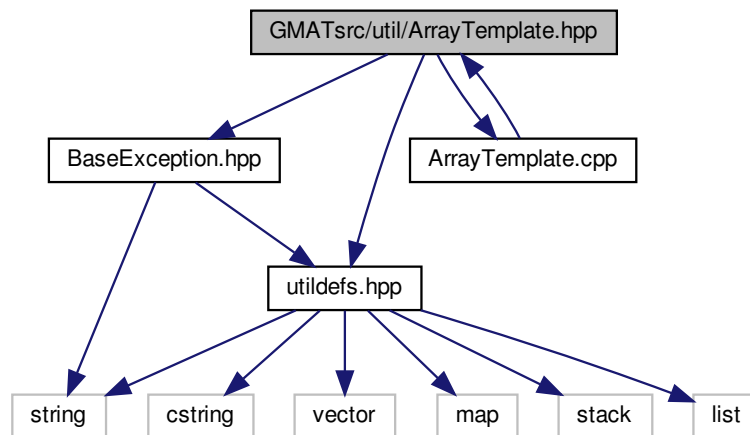 GMATsrc/util/ArrayTemplate.hpp
BaseException.hpp
ArrayTemplate.cpp
utildefs.hpp
string
cstring
vector
map
stack
list